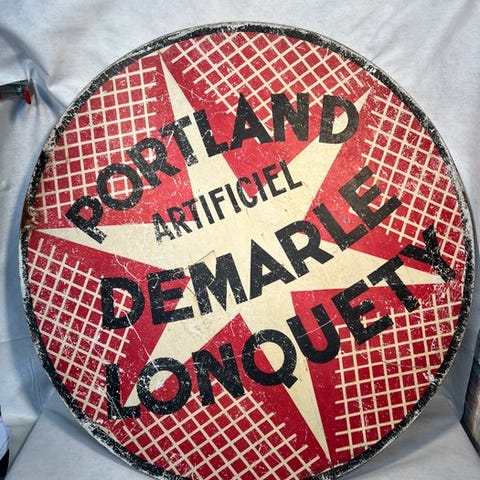 PORTLAND
ARTIFICIEL
DEMARLE
LONQUETY